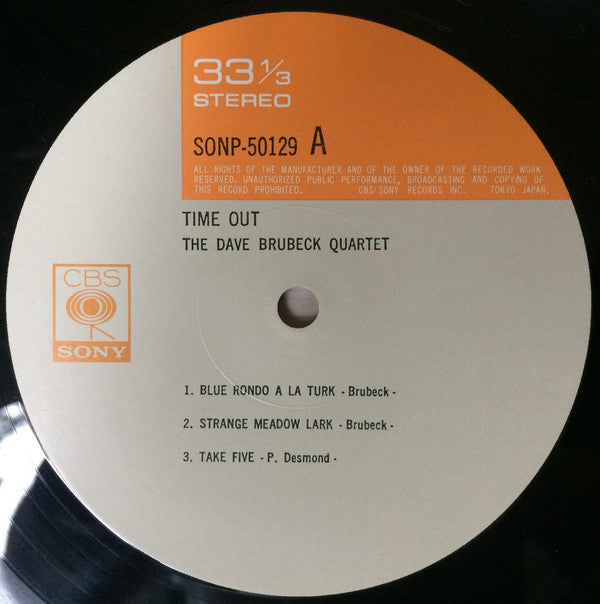 33 1/3
STEREO
SONP-50129 A
ALL RIGHTS OF THE MANUFACTURER AND OF THE OWNER OF THE RECORDED WORK
RESERVED. UNAUTHORIZED PUBLIC PERFORMANCE, BROADCASTING AND COPYING OF
THIS RECORD PROHIBITED. CBS/SONY RECORDS INC. TOKYO JAPAN.
TIME OUT
THE DAVE BRUBECK QUARTET
CBS
SONY
1. BLUE RONDO A LA TURK - Brubeck -
2. STRANGE MEADOW LARK - Brubeck -
3. TAKE FIVE - P. Desmond -